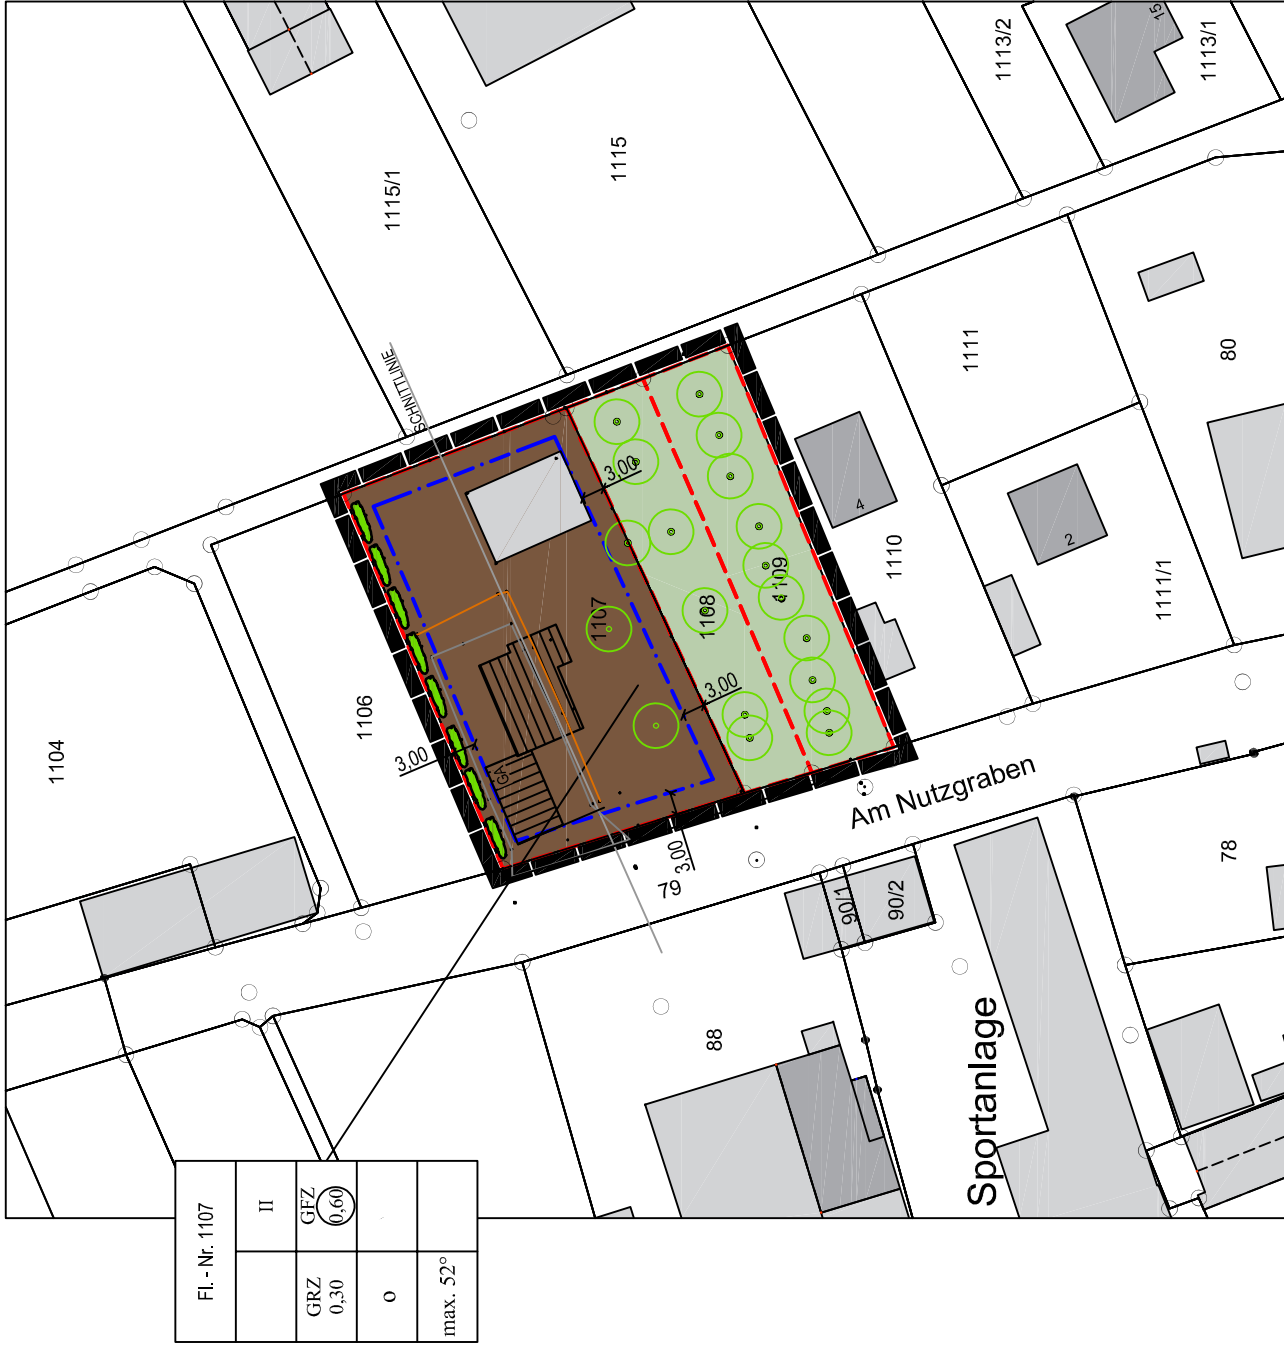 1113/2
15
1113/1
1115
1115/1
SCHNITTLINIE
1111
80
3,00
4
2
1110
1109
1111/1
1107
1108
3,00
1106
3,00
1104
GA
Am Nutzgraben
3,00
79
78
90/1
90/2
88
Sportanlage
Fl. - Nr. 1107
II
GRZ
0,30
GFZ
0,60
o
max. 52°